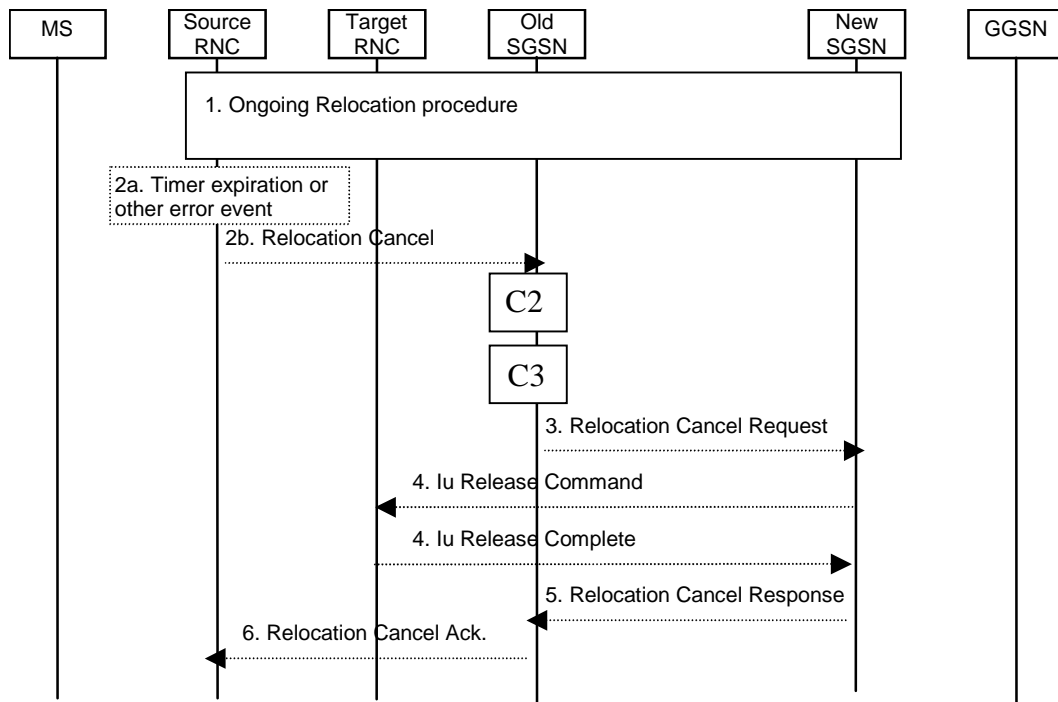 MS
Source
RNC
Target
RNC
Old
SGSN
New
SGSN
GGSN
1. Ongoing Relocation procedure
2a. Timer expiration or
other error event
2b. Relocation Cancel
C2
C3
3. Relocation Cancel Request
4. Iu Release Command
4. Iu Release Complete
5. Relocation Cancel Response
6. Relocation Cancel Ack.